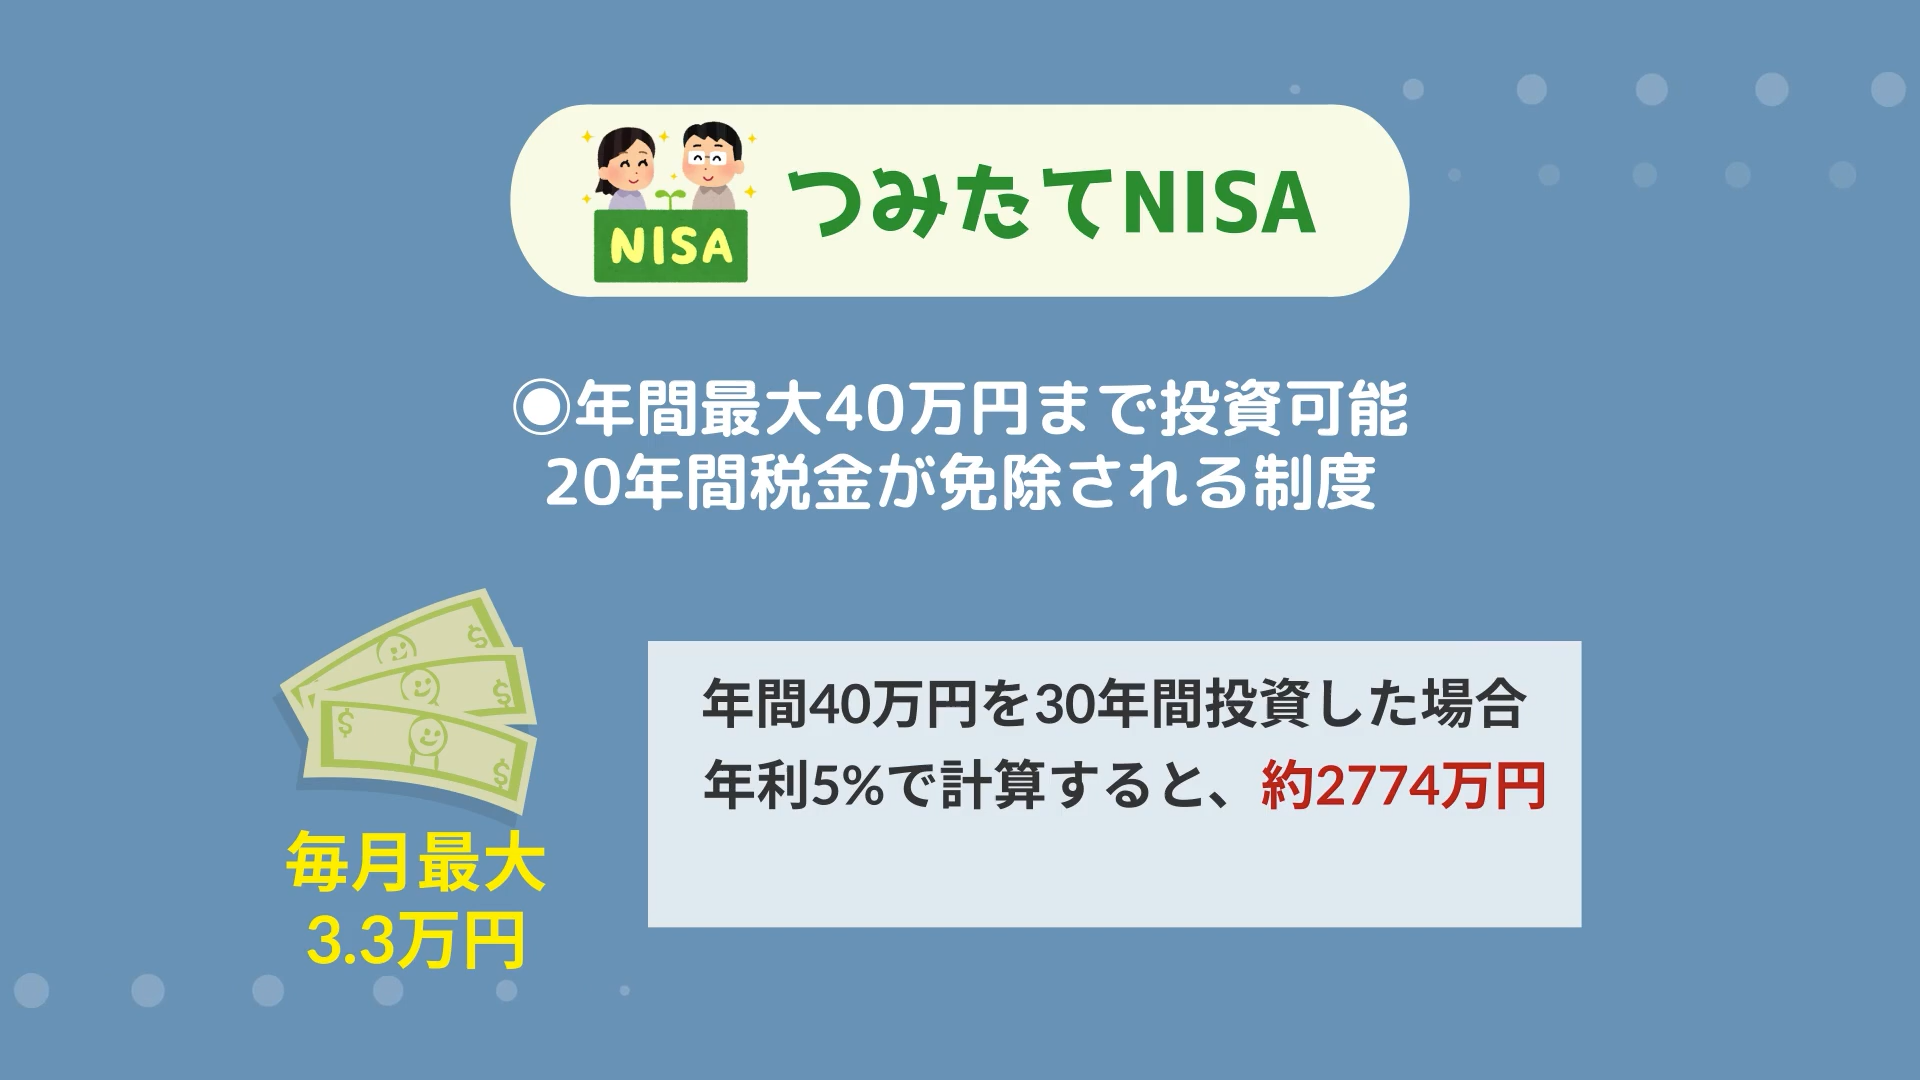 NISA
つみたてNISA
◉年間最大40万円まで投資可能
20年間税金が免除される制度
年間40万円を30年間投資した場合
年利5%で計算すると、約2774万円
$
$
$
$
毎月最大
3.3万円